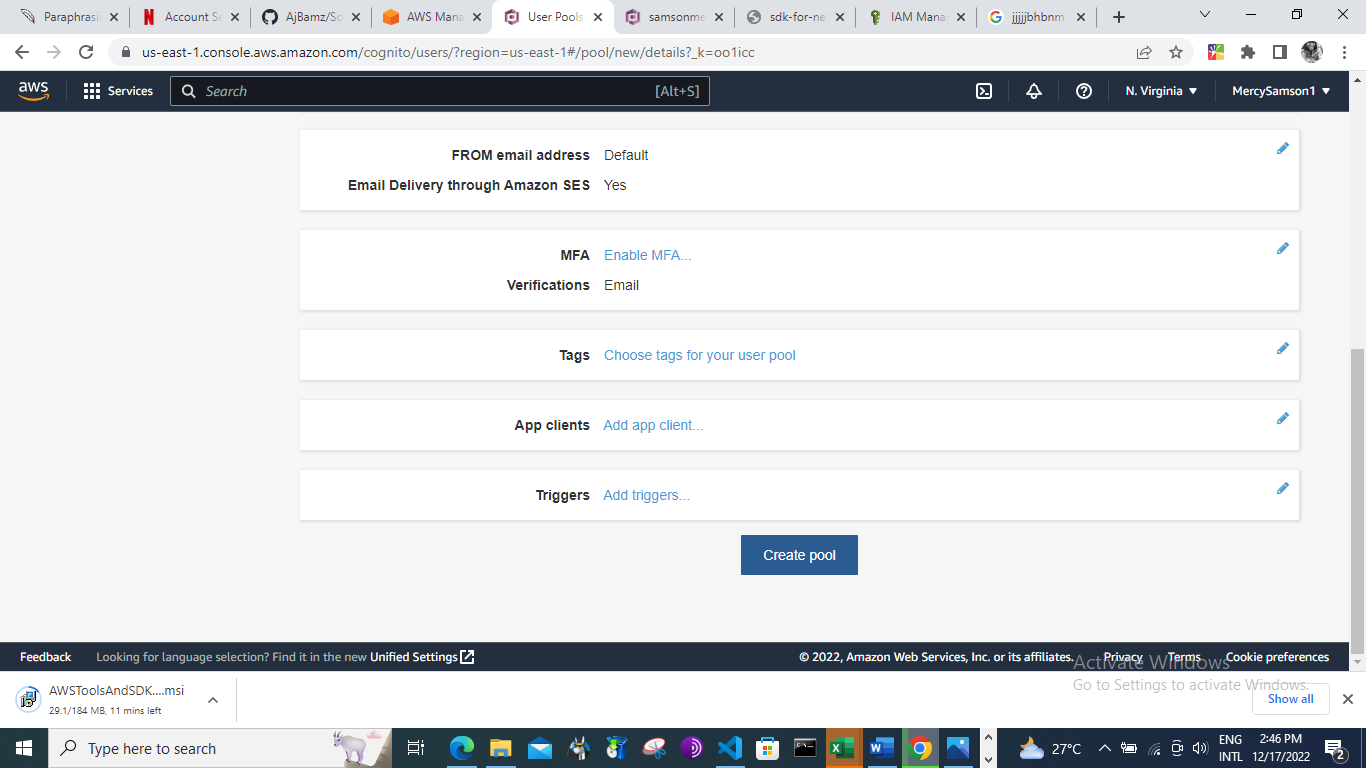 Paraphrasi
Account Se
AjBamz/So
AWS Mana
User Pools
samsonme
sdk-for-ne
IAM Mana
jjjjjbhbnm
us-east-1.console.aws.amazon.com/cognito/users/?region=us-east-1#/pool/new/details?_k=oo1icc
aws Services Search [Alt+S] N. Virginia MercySamson1
FROM email address Default
Email Delivery through Amazon SES Yes
MFA Enable MFA...
Verifications Email
Tags Choose tags for your user pool
App clients Add app client...
Triggers Add triggers...
Create pool
Feedback Looking for language selection? Find it in the new Unified Settings © 2022, Amazon Web Services, Inc. or its affiliates. Privacy Terms Cookie preferences
Activate Windows
Go to Settings to activate Windows.
AWSToolsAndSDK....msi
29.1/184 MB, 11 mins left
Show all
Type here to search
27°C
ENG
INTL
2:46 PM
12/17/2022
2